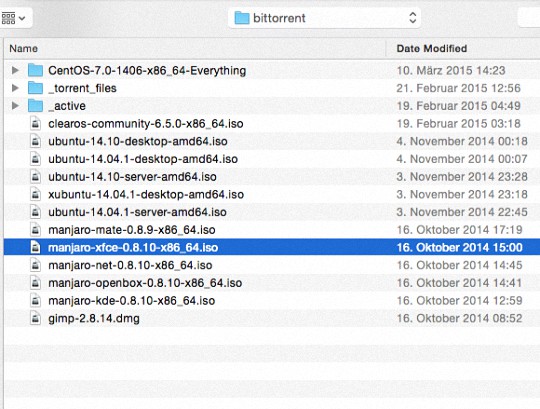 bittorrent
Name Date Modified
CentOS-7.0-1406-x86_64-Everything 10. März 2015 14:23
_torrent_files 21. Februar 2015 12:56
_active 19. Februar 2015 04:49
clearos-community-6.5.0-x86_64.iso 19. Februar 2015 03:18
ubuntu-14.10-desktop-amd64.iso 4. November 2014 00:18
ubuntu-14.04.1-desktop-amd64.iso 4. November 2014 00:07
ubuntu-14.10-server-amd64.iso 3. November 2014 23:28
xubuntu-14.04.1-desktop-amd64.iso 3. November 2014 23:18
ubuntu-14.04.1-server-amd64.iso 3. November 2014 22:45
manjaro-mate-0.8.9-x86_64.iso 16. Oktober 2014 17:19
manjaro-xfce-0.8.10-x86_64.iso 16. Oktober 2014 15:00
manjaro-net-0.8.10-x86_64.iso 16. Oktober 2014 14:45
manjaro-openbox-0.8.10-x86_64.iso 16. Oktober 2014 14:41
manjaro-kde-0.8.10-x86_64.iso 16. Oktober 2014 12:59
gimp-2.8.14.dmg 16. Oktober 2014 08:52